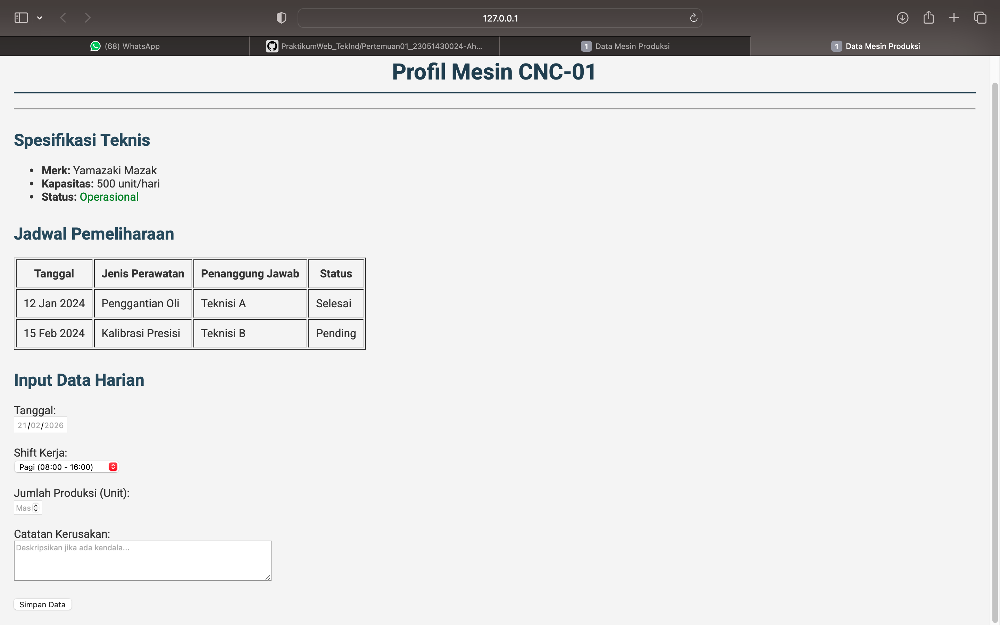 127.0.0.1
(68) WhatsApp
PraktikumWeb_TekInd/Pertemuan01_23051430024-Ah...
1 Data Mesin Produksi
1 Data Mesin Produksi
Profil Mesin CNC-01
Spesifikasi Teknis
Merk: Yamazaki Mazak
Kapasitas: 500 unit/hari
Status: Operasional
Jadwal Pemeliharaan
Tanggal Jenis Perawatan Penanggung Jawab Status
12 Jan 2024 Penggantian Oli Teknisi A Selesai
15 Feb 2024 Kalibrasi Presisi Teknisi B Pending
Input Data Harian
Tanggal:
21/02/2026
Shift Kerja:
Pagi (08:00 - 16:00)
Jumlah Produksi (Unit):
Mas
Catatan Kerusakan:
Deskripsikan jika ada kendala...
Simpan Data